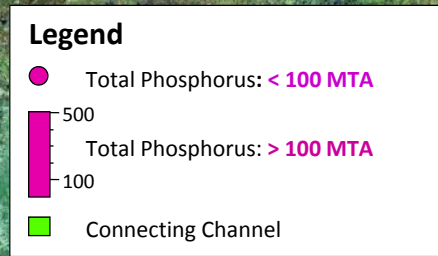 Legend
Total Phosphorus: < 100 MTA
500
Total Phosphorus: > 100 MTA
100
Connecting Channel